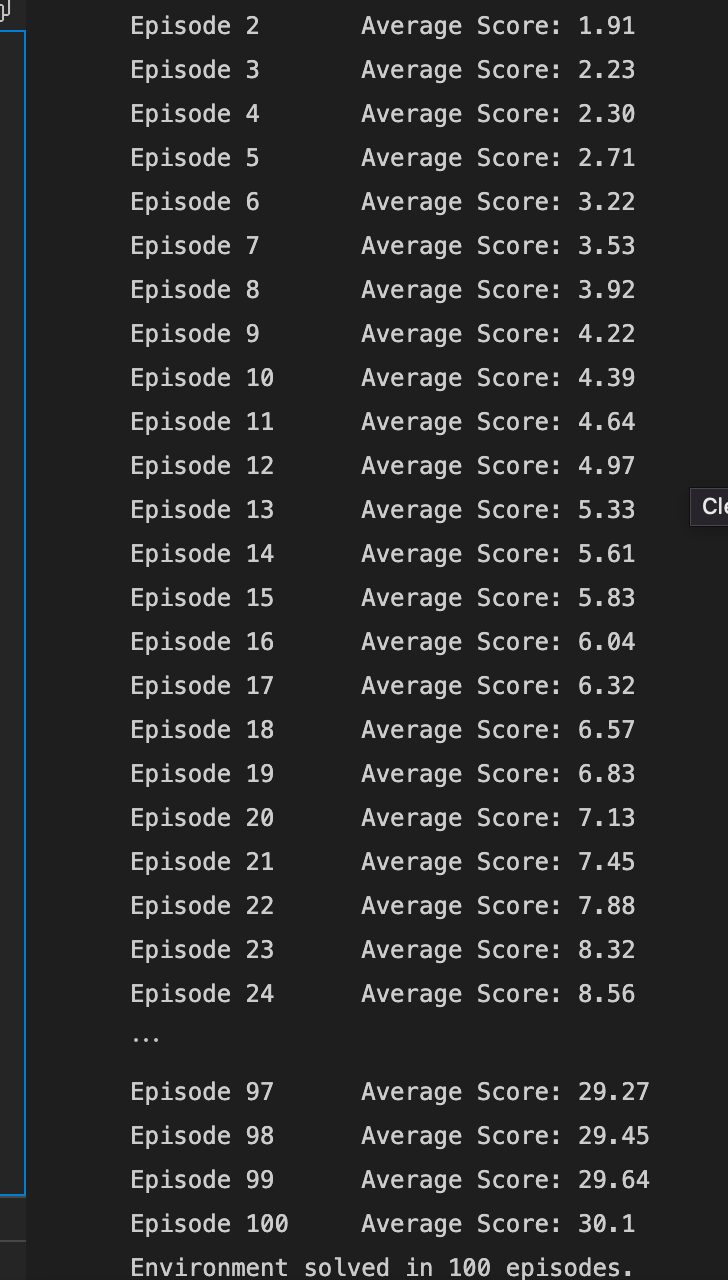 Episode 2 Average Score: 1.91
Episode 3 Average Score: 2.23
Episode 4 Average Score: 2.30
Episode 5 Average Score: 2.71
Episode 6 Average Score: 3.22
Episode 7 Average Score: 3.53
Episode 8 Average Score: 3.92
Episode 9 Average Score: 4.22
Episode 10 Average Score: 4.39
Episode 11 Average Score: 4.64
Episode 12 Average Score: 4.97
Cle
Episode 13 Average Score: 5.33
Episode 14 Average Score: 5.61
Episode 15 Average Score: 5.83
Episode 16 Average Score: 6.04
Episode 17 Average Score: 6.32
Episode 18 Average Score: 6.57
Episode 19 Average Score: 6.83
Episode 20 Average Score: 7.13
Episode 21 Average Score: 7.45
Episode 22 Average Score: 7.88
Episode 23 Average Score: 8.32
Episode 24 Average Score: 8.56
...
Episode 97 Average Score: 29.27
Episode 98 Average Score: 29.45
Episode 99 Average Score: 29.64
Episode 100 Average Score: 30.1
Environment solved in 100 episodes.